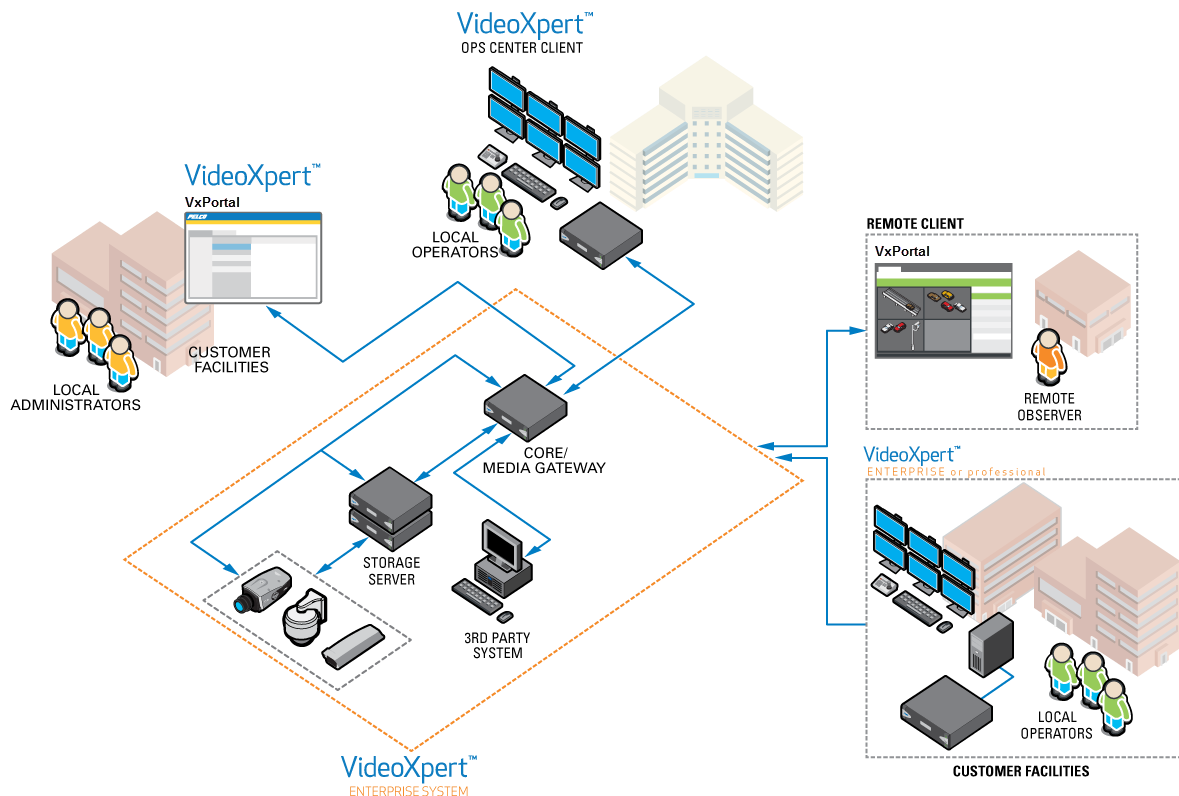 VideoXpert™
OPS CENTER CLIENT
VideoXpert™
VxPortal
PELCO
LOCAL
OPERATORS
CUSTOMER
FACILITIES
LOCAL
ADMINISTRATORS
REMOTE CLIENT
VxPortal
REMOTE
OBSERVER
CORE/
MEDIA GATEWAY
STORAGE
SERVER
3RD PARTY
SYSTEM
VideoXpert™
ENTERPRISE or professional
LOCAL
OPERATORS
CUSTOMER FACILITIES
VideoXpert™
ENTERPRISE SYSTEM